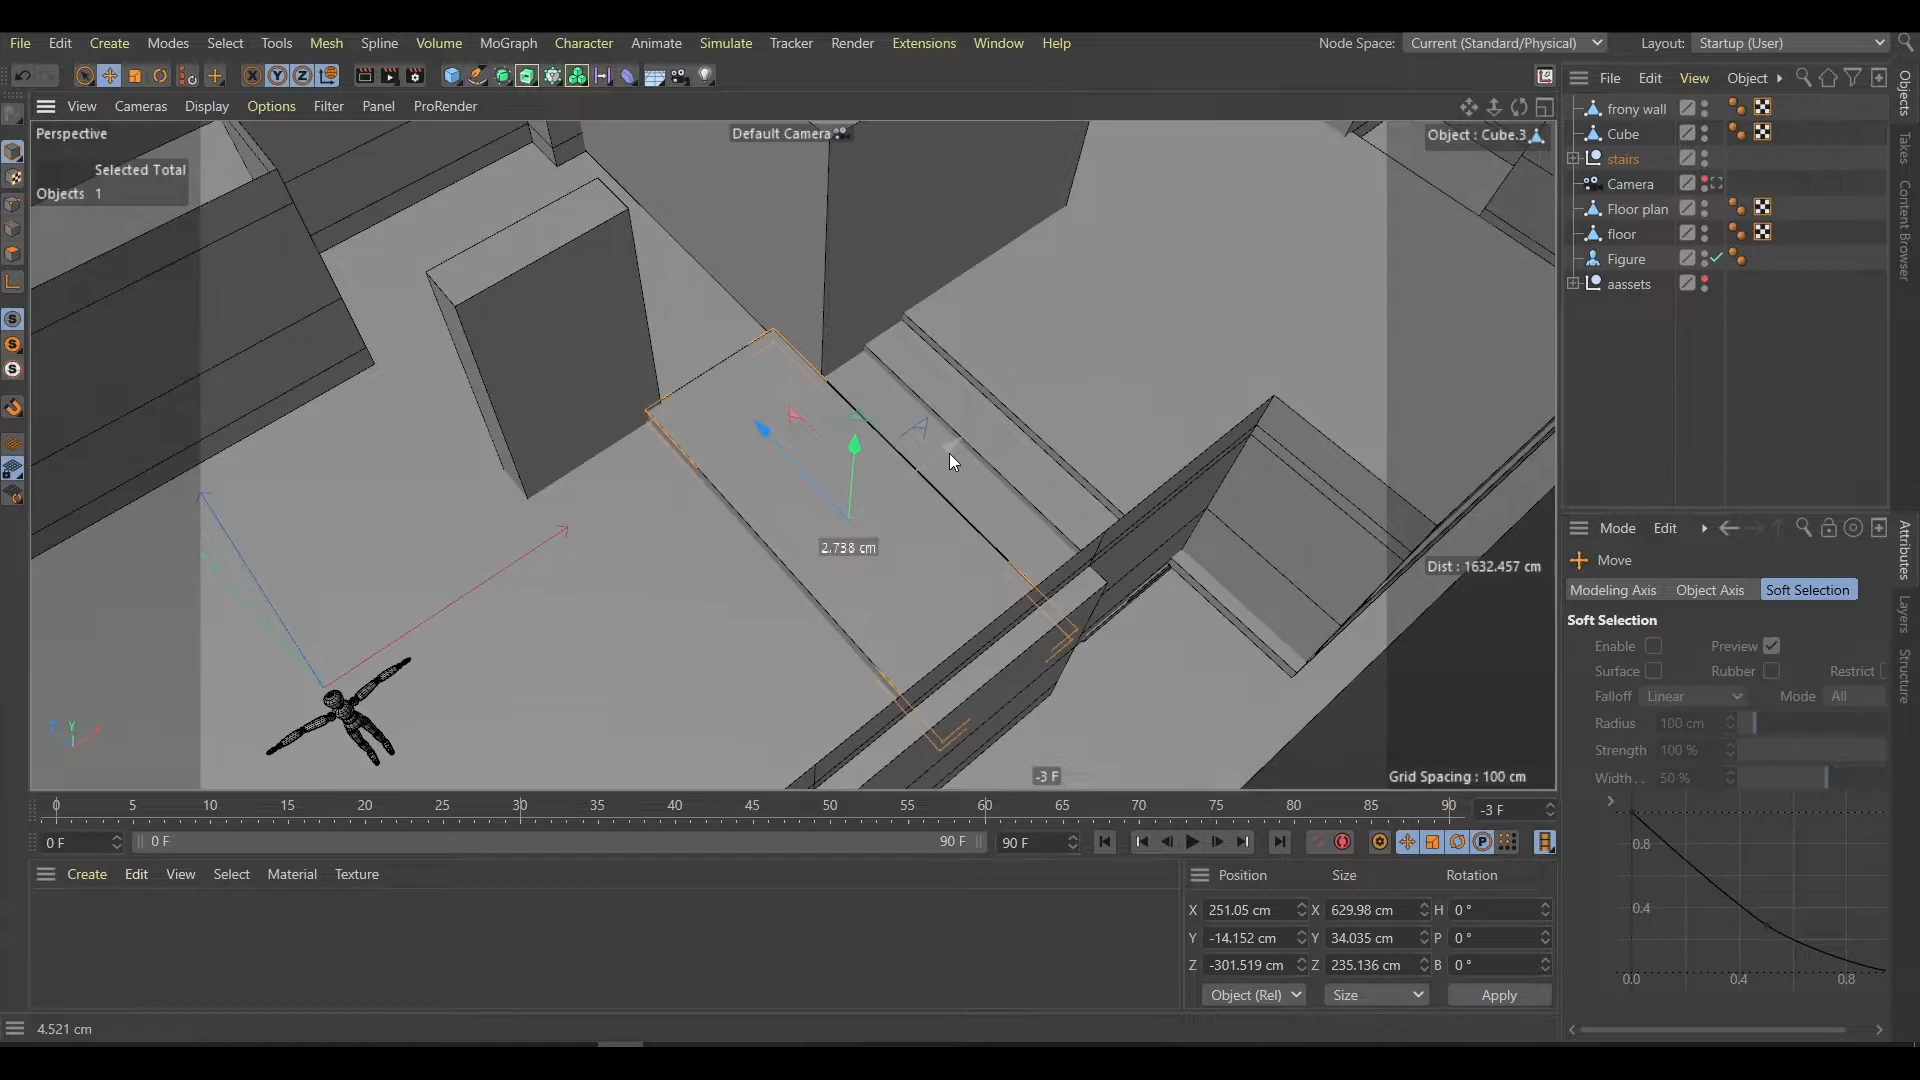 File Edit Create Modes Select Tools Mesh Spline Volume MoGraph Character Animate Simulate Tracker Render Extensions Window Help Node Space: Current (Standard/Physical) Layout: Startup (User)
View Cameras Display Options Filter Panel ProRender
File Edit View Object
Perspective
Default Camera
Object : Cube.3
Selected Total
Objects 1
frony wall
Cube
stairs
Camera
Floor plan
floor
Figure
aassets
Objects
Takes
Content Browser
2.738 cm
Dist : 1632.457 cm
Y
-3 F
Grid Spacing : 100 cm
Mode Edit
Move
Modeling Axis Object Axis Soft Selection
Soft Selection
Enable Preview
Surface Rubber Restrict
Falloff Linear Mode All
Radius 100 cm
Strength 100 %
Width . . 50 %
0.8
0.4
0.0 0.4 0.8
Attributes
Layers
Structure
0 5 10 15 20 25 30 35 40 45 50 55 60 65 70 75 80 85 90 -3 F
0 F 0 F 90 F 90 F
Create Edit View Select Material Texture
Position Size Rotation
X 251.05 cm X 629.98 cm H 0 °
Y -14.152 cm Y 34.035 cm P 0 °
Z -301.519 cm Z 235.136 cm B 0 °
Object (Rel) Size Apply
4.521 cm